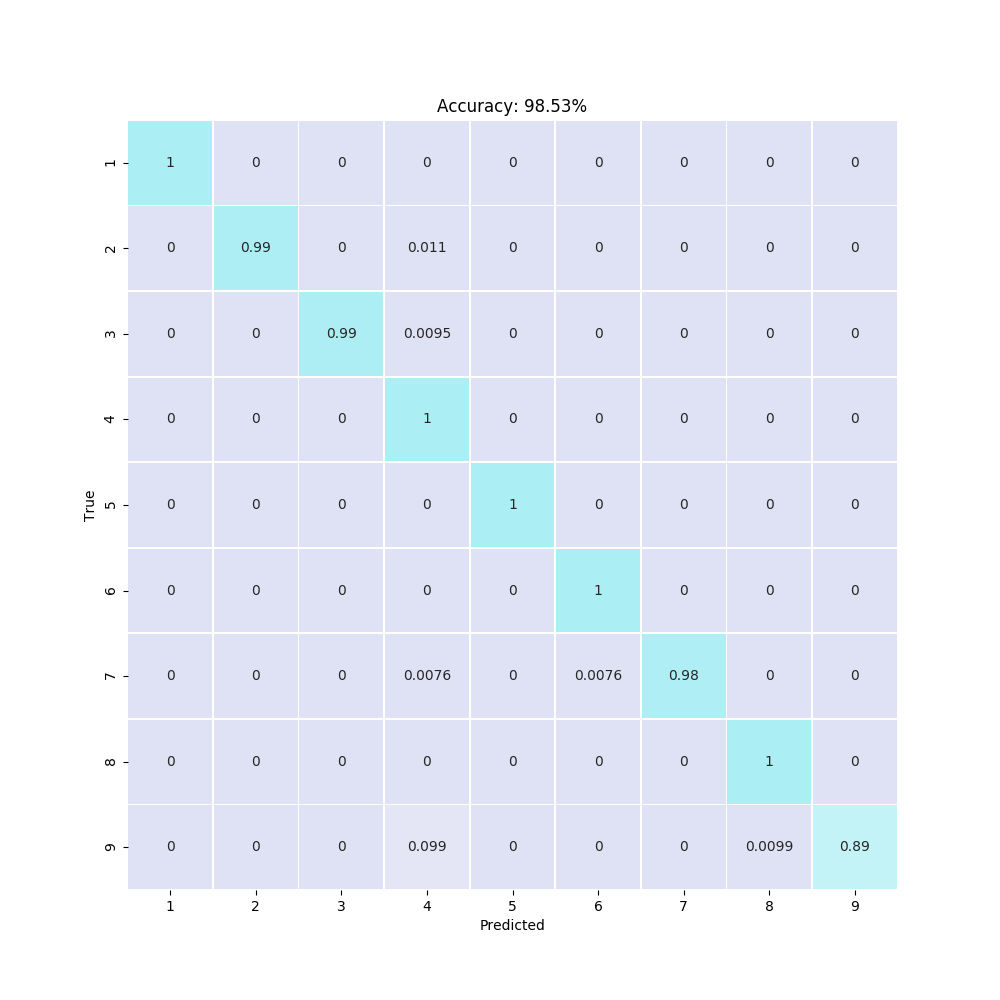 Accuracy: 98.53%
1 1 0 0 0 0 0 0 0 0
2 0 0.99 0 0.011 0 0 0 0 0
3 0 0 0.99 0.0095 0 0 0 0 0
4 0 0 0 1 0 0 0 0 0
5 0 0 0 0 1 0 0 0 0
True
6 0 0 0 0 0 1 0 0 0
7 0 0 0 0.0076 0 0.0076 0.98 0 0
8 0 0 0 0 0 0 0 1 0
9 0 0 0 0.099 0 0 0 0.0099 0.89
1 2 3 4 5 6 7 8 9
Predicted